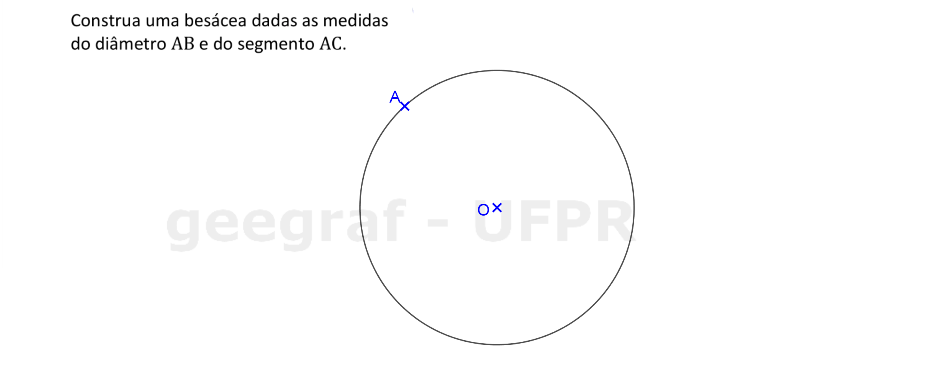 Construa uma besácea dadas as medidas
do diâmetro AB e do segmento AC.
A
O
geegraf - UFPR